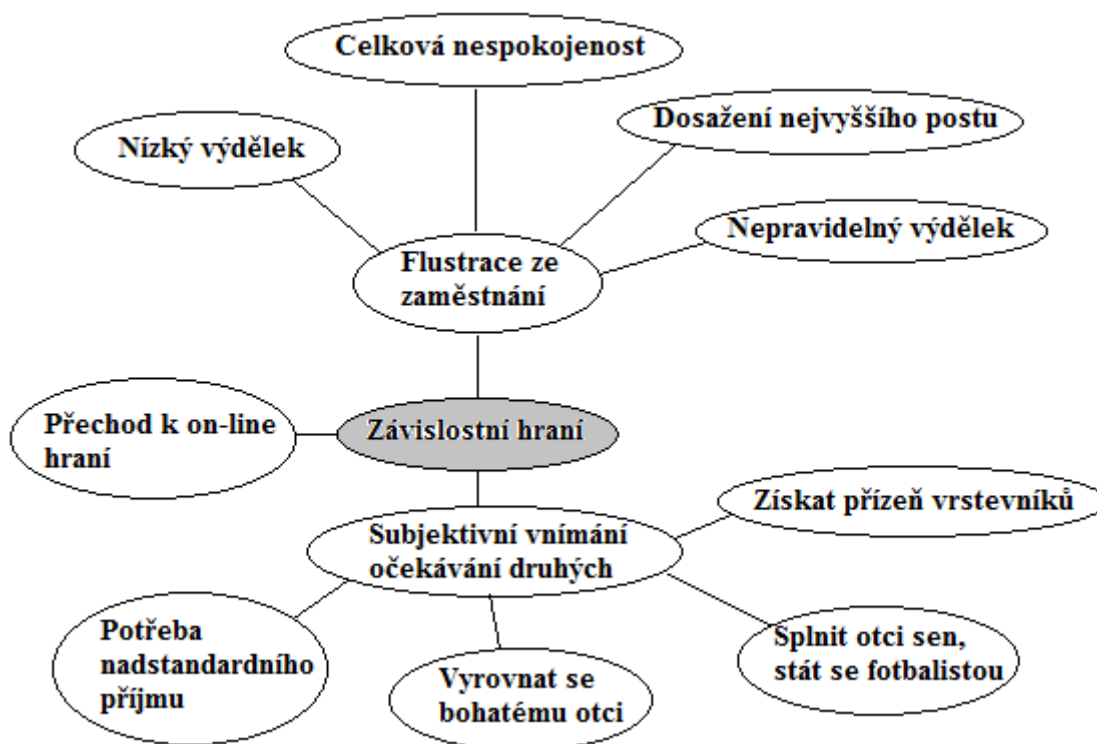 Celková nespokojenost
Dosažení nejvyššího postu
Nízký výdělek
Nepravidelný výdělek
Flustrace ze
zaměstnání
Přechod k on-line
hraní
Závislostní hraní
Získat přízeň vrstevníků
Subjektivní vnímání
očekávání druhých
Potřeba
nadstandardního
příjmu
Vyrovnat se
bohatému otci
Splnit otci sen,
stát se fotbalistou